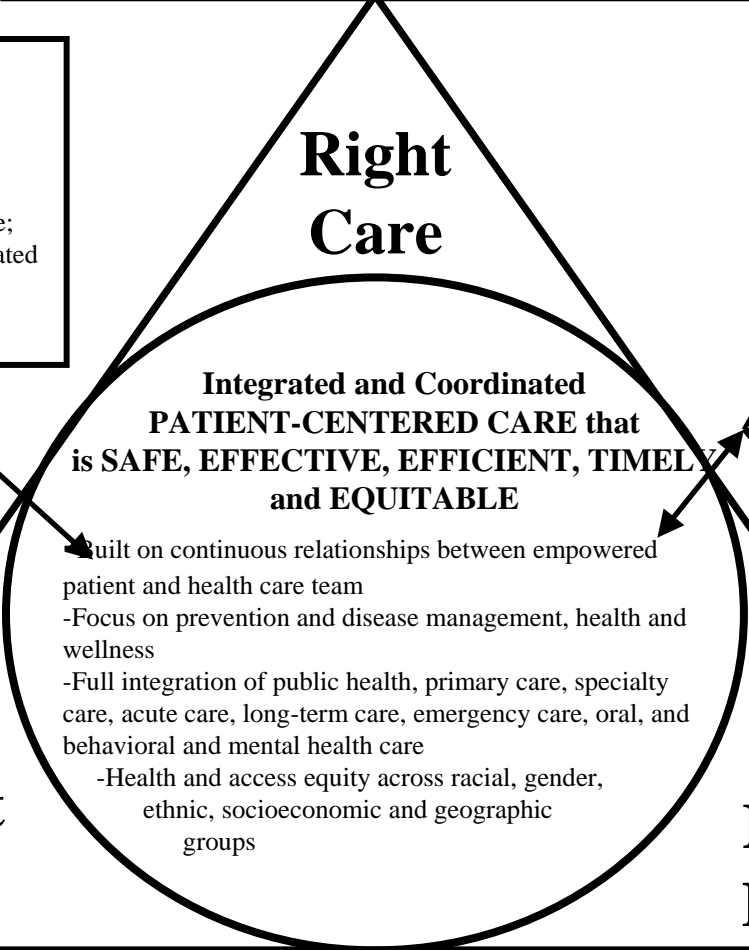 Right
Care
e;
ated
Integrated and Coordinated
PATIENT-CENTERED CARE that
is SAFE, EFFECTIVE, EFFICIENT, TIMELY
and EQUITABLE
-Built on continuous relationships between empowered
patient and health care team
-Focus on prevention and disease management, health and
wellness
-Full integration of public health, primary care, specialty
care, acute care, long-term care, emergency care, oral, and
behavioral and mental health care
-Health and access equity across racial, gender,
ethnic, socioeconomic and geographic
groups
t